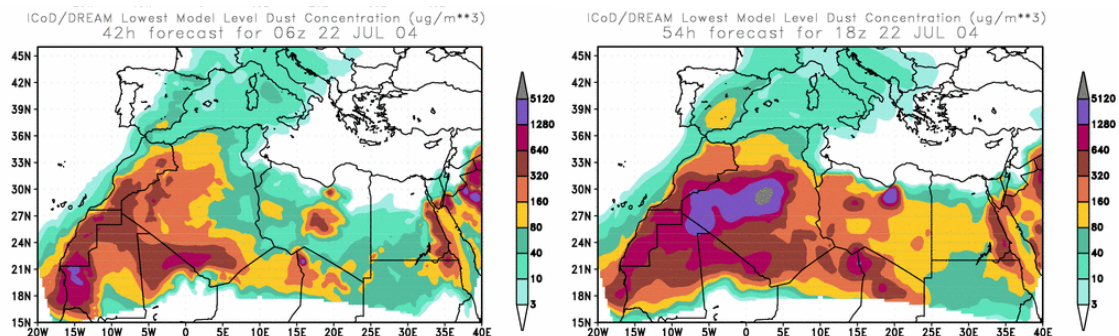 ICoD/DREAM Lowest Model Level Dust Concentration (ug/m**3)
42h forecast for 06z 22 JUL 04
45N
42N
39N
36N
33N
30N
27N
24N
21N
18N
15N
20W 15W 10W 5W 0 5E 10E 15E 20E 25E 30E 35E 40E
5120
1280
640
320
160
80
40
10
3
ICoD/DREAM Lowest Model Level Dust Concentration (ug/m**3)
54h forecast for 18z 22 JUL 04
45N
42N
39N
36N
33N
30N
27N
24N
21N
18N
15N
20W 15W 10W 5W 0 5E 10E 15E 20E 25E 30E 35E 40E
5120
1280
640
320
160
80
40
10
3